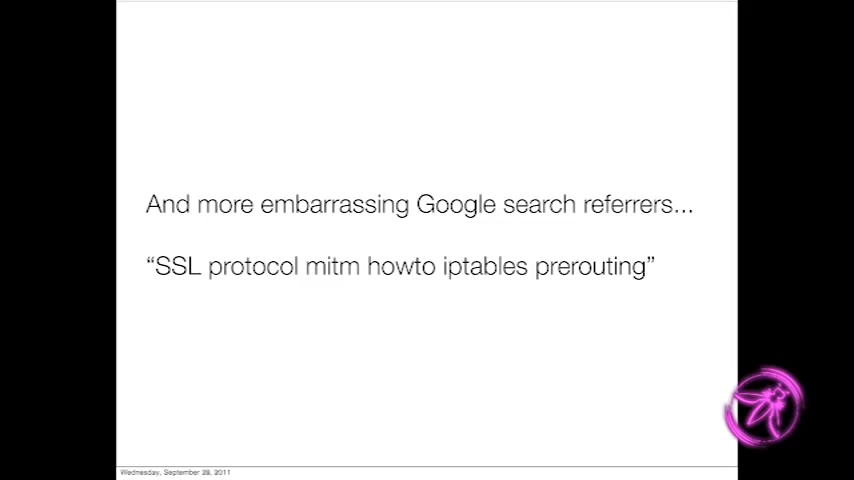 And more embarrassing Google search referrers...
“SSL protocol mitm howto iptables prerouting”
Wednesday, September 28, 2011